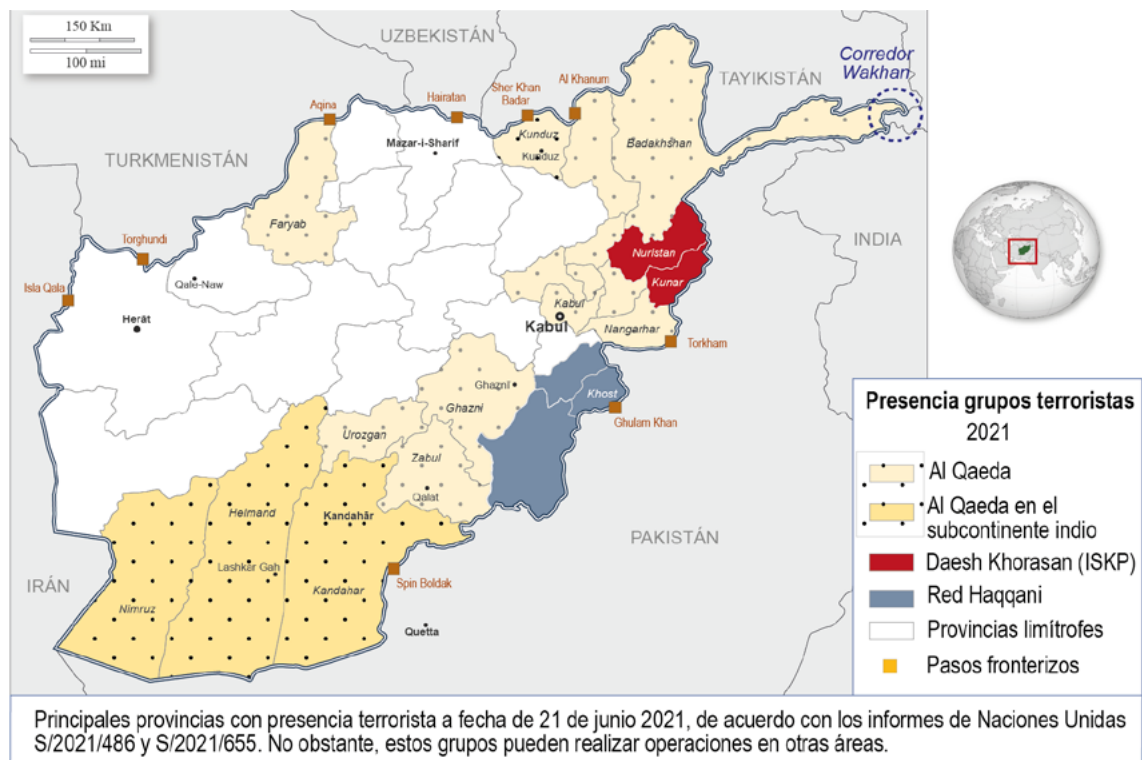 150 Km
100 mi
UZBEKISTÁN
Corredor
Wakhan
TAYIKISTÁN
Sher Khan
Badar
Al Khanum
Hairatan
Aqina
TURKMENISTÁN
Mazar-i-Sharif
Kunduz
Kunduz
Badakhshan
Faryab
Torghundi
INDIA
Nuristan
Qale-Naw
Kunar
Isla Qala
Kabul
Herät
Kabul
Nangarhar
Torkham
Ghazni
Khost
Ghazni
Ghulam Khan
Urozgan
Zabul
Qalat
Helmand
Kandahãr
PAKISTÁN
Lashkar Gah
IRÁN
Spin Boldak
Kandahar
Nimruz
Quetta
Presencia grupos terroristas
2021
Al Qaeda
Al Qaeda en el
subcontinente indio
Daesh Khorasan (ISKP)
Red Haqqani
Provincias limítrofes
Pasos fronterizos
Principales provincias con presencia terrorista a fecha de 21 de junio 2021, de acuerdo con los informes de Naciones Unidas
S/2021/486 y S/2021/655. No obstante, estos grupos pueden realizar operaciones en otras áreas.